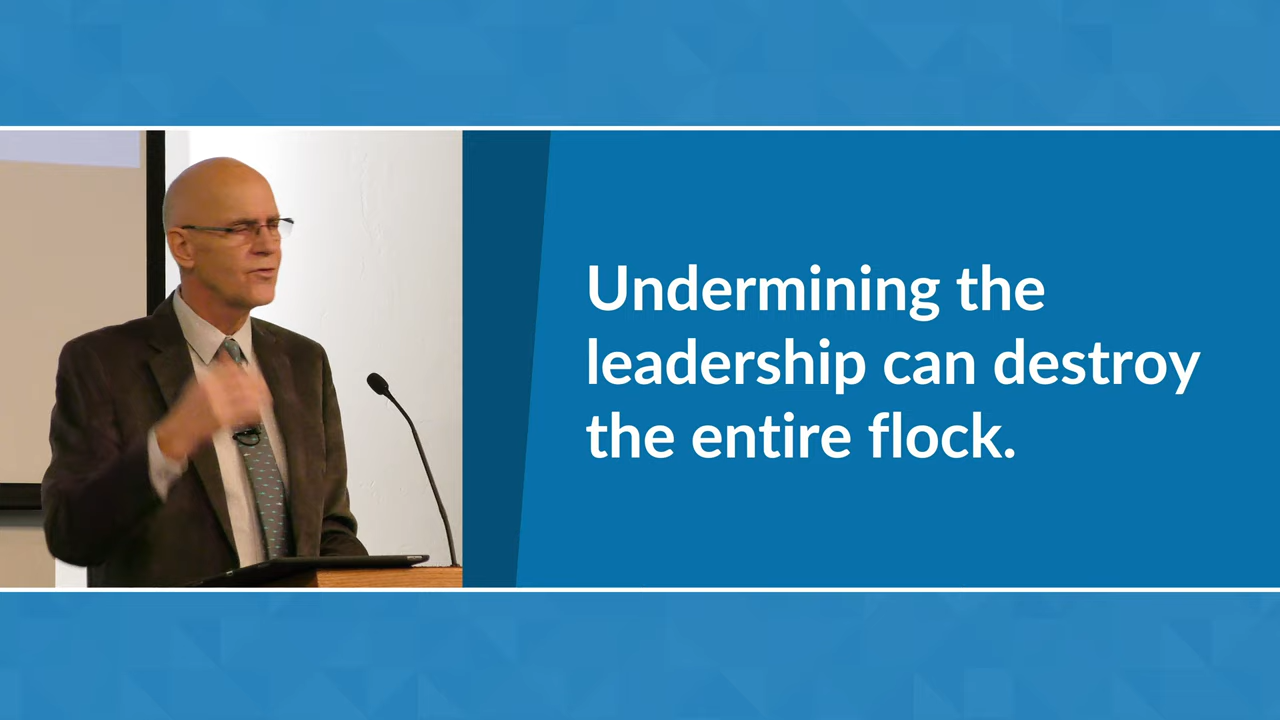 Undermining the
leadership can destroy
the entire flock.